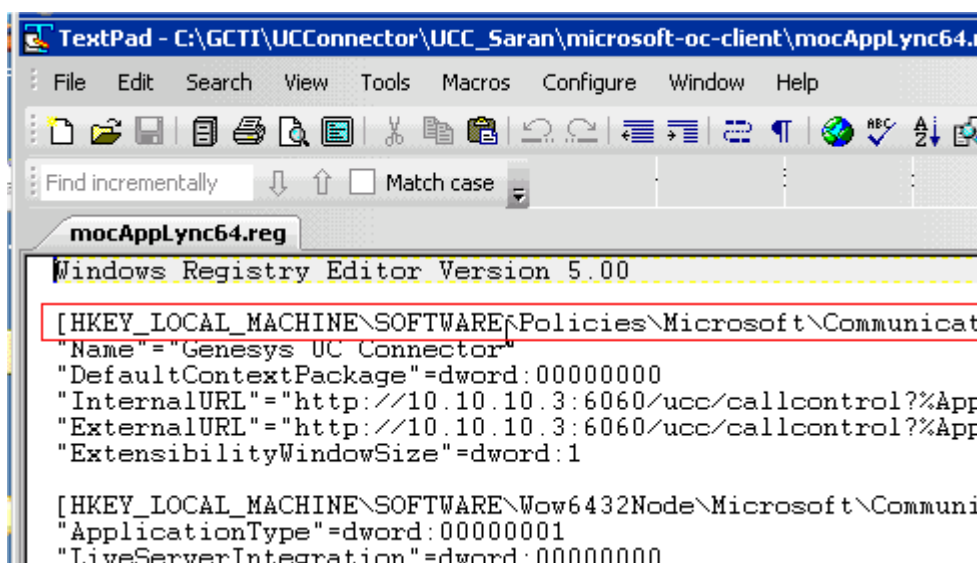 TextPad - C:\GCTI\UCConnector\UCC_Saran\microsoft-oc-client\mocAppLync64.r
File Edit Search View Tools Macros Configure Window Help
Find incrementally Match case
mocAppLync64.reg
Windows Registry Editor Version 5.00
[HKEY_LOCAL_MACHINE\SOFTWARE\Policies\Microsoft\Communicat
"Name"="Genesys UC Connector"
"DefaultContextPackage"=dword:00000000
"InternalURL"="http://10.10.10.3:6060/ucc/callcontrol?%App
"ExternalURL"="http://10.10.10.3:6060/ucc/callcontrol?%App
"ExtensibilityWindowSize"=dword:1
[HKEY_LOCAL_MACHINE\SOFTWARE\Wow6432Node\Microsoft\Communi
"ApplicationType"=dword:00000001
"LiveServerIntegration"=dword:00000000